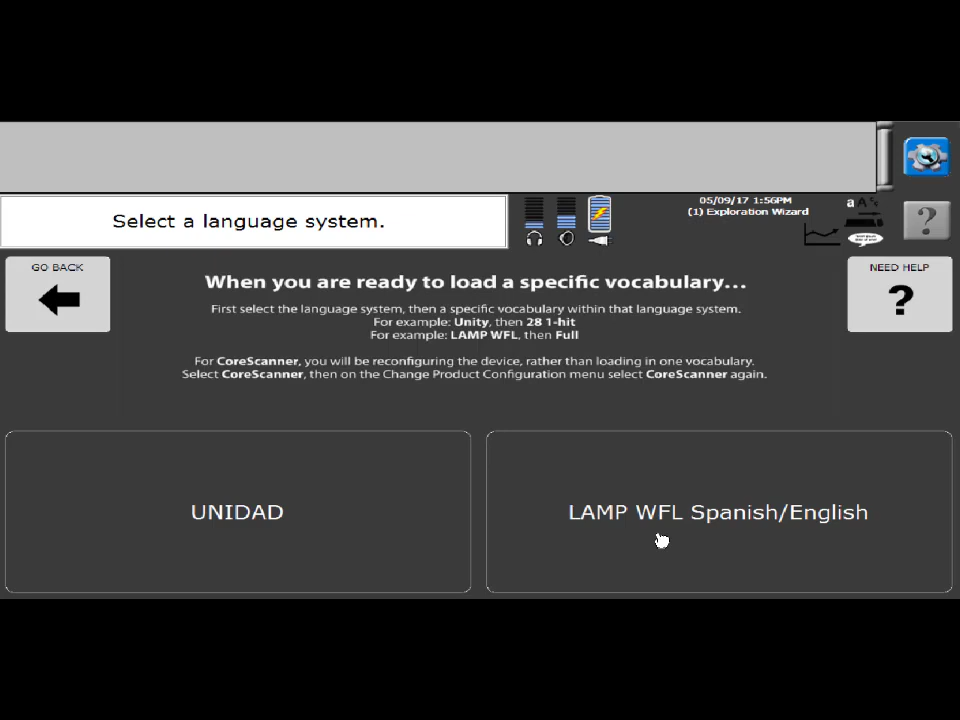 Select a language system.
05/09/17 1:56PM
(1) Exploration Wizard
?
GO BACK
When you are ready to load a specific vocabulary...
NEED HELP
?
First select the language system, then a specific vocabulary within that language system.
For example: Unity, then 28 1-hit
For example: LAMP WFL, then Full
For CoreScanner, you will be reconfiguring the device, rather than loading in one vocabulary.
Select CoreScanner, then on the Change Product Configuration menu select CoreScanner again.
UNIDAD
LAMP WFL Spanish/English